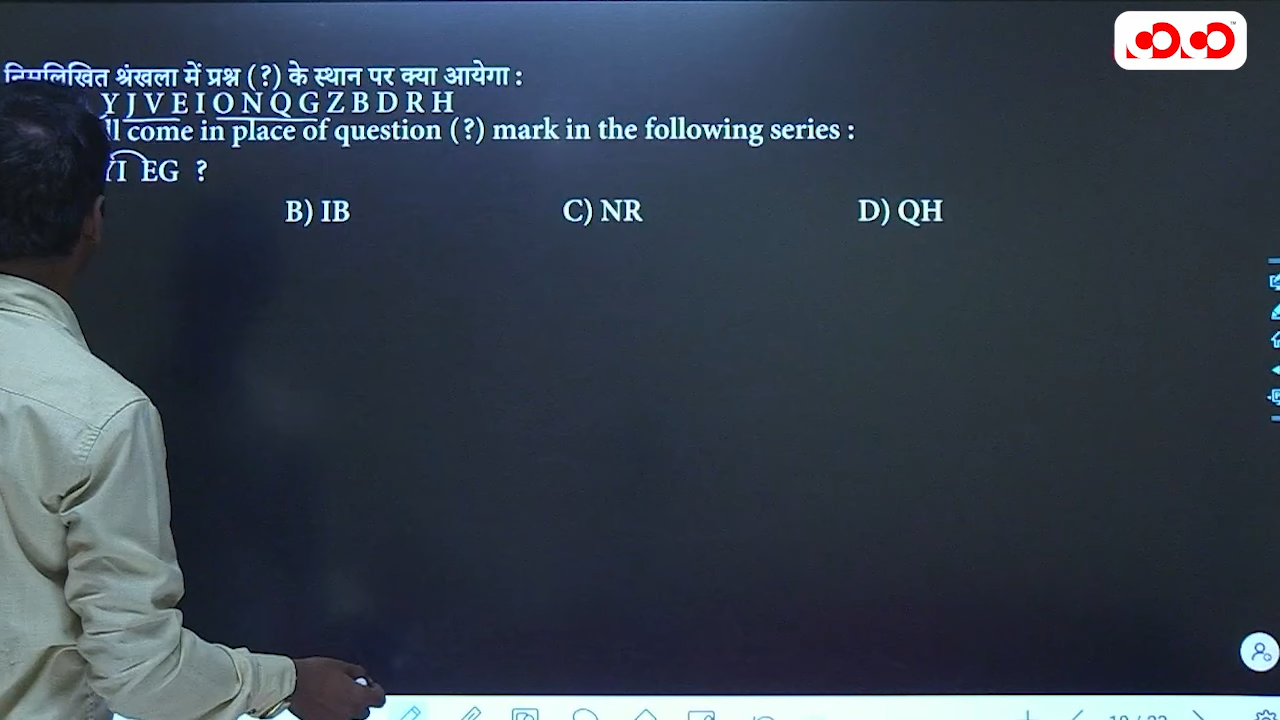 निम्नलिखित श्रंखला में प्रश्न (?) के स्थान पर क्या आयेगा :
Y J V E I O N Q G Z B D R H
ll come in place of question (?) mark in the following series :
YI EG ?
B) IB C) NR D) QH